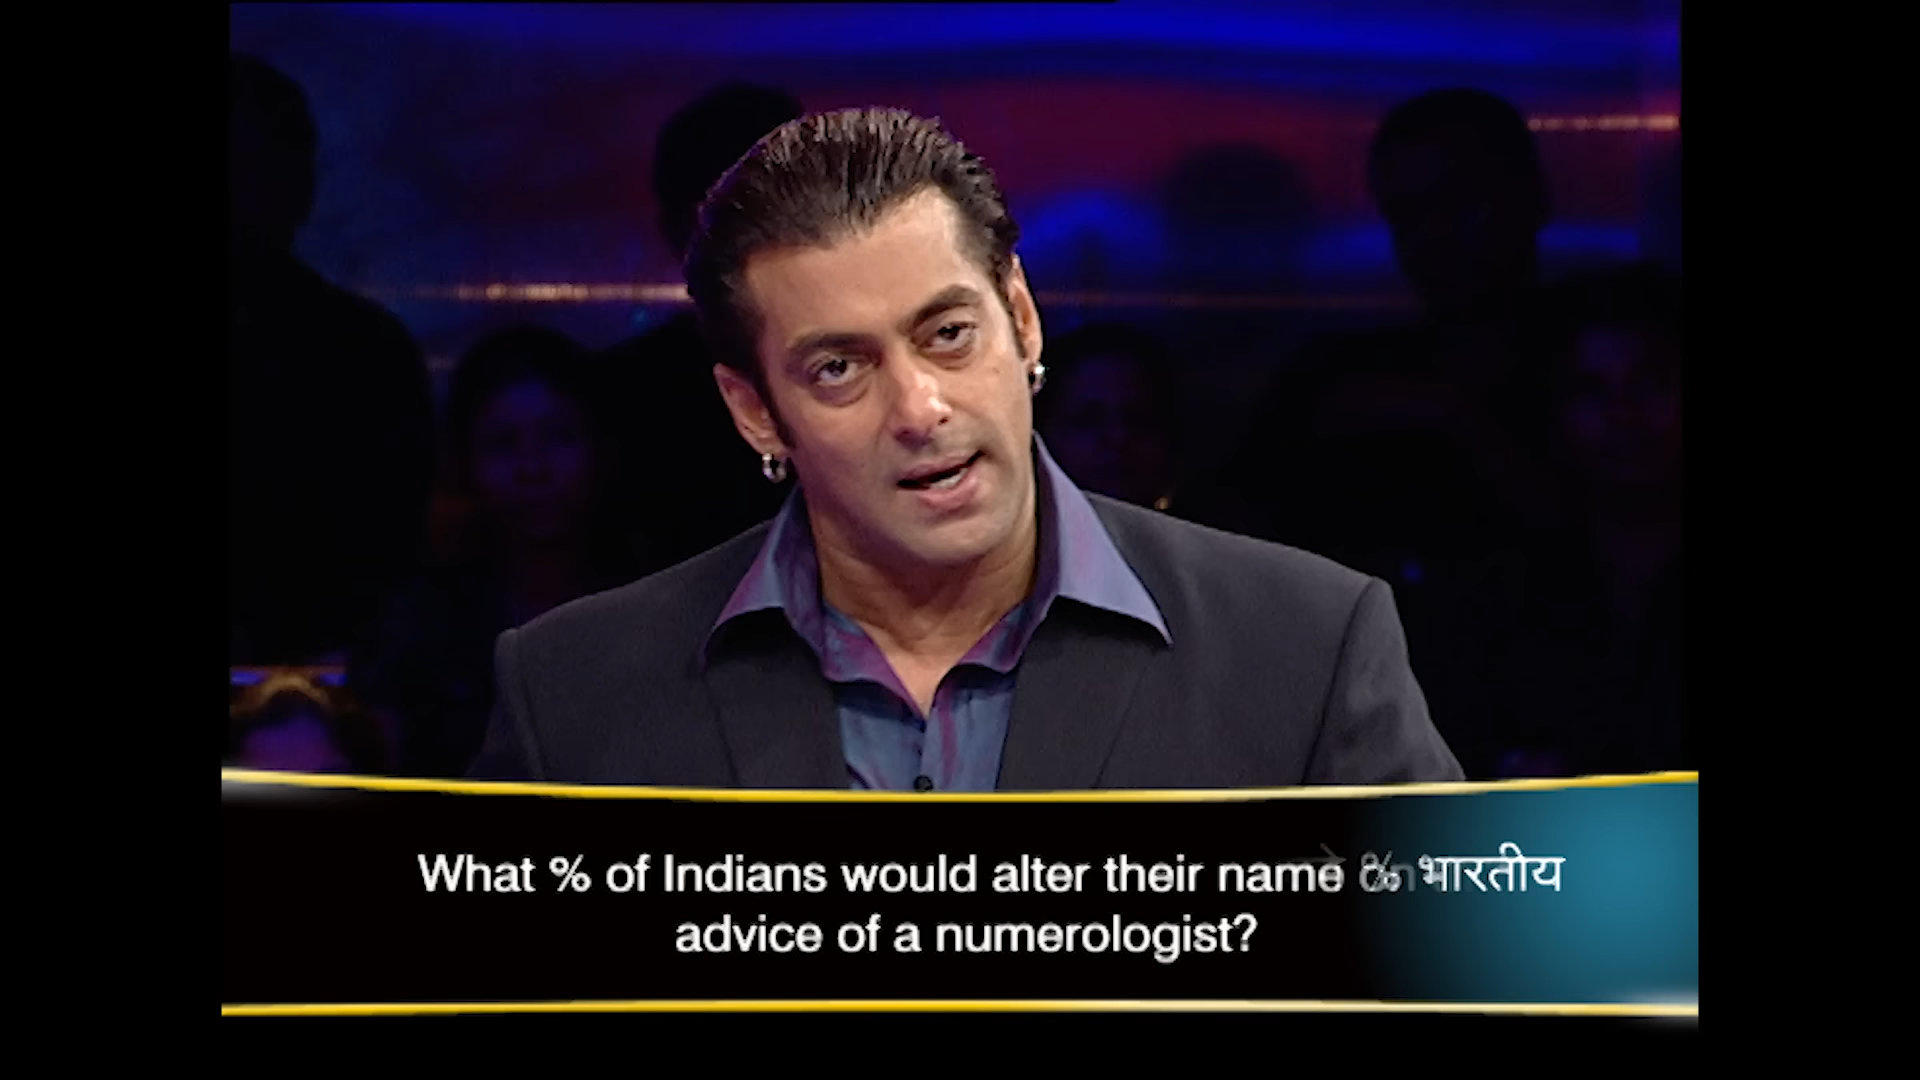 What % of Indians would alter their name % भारतीय
advice of a numerologist?